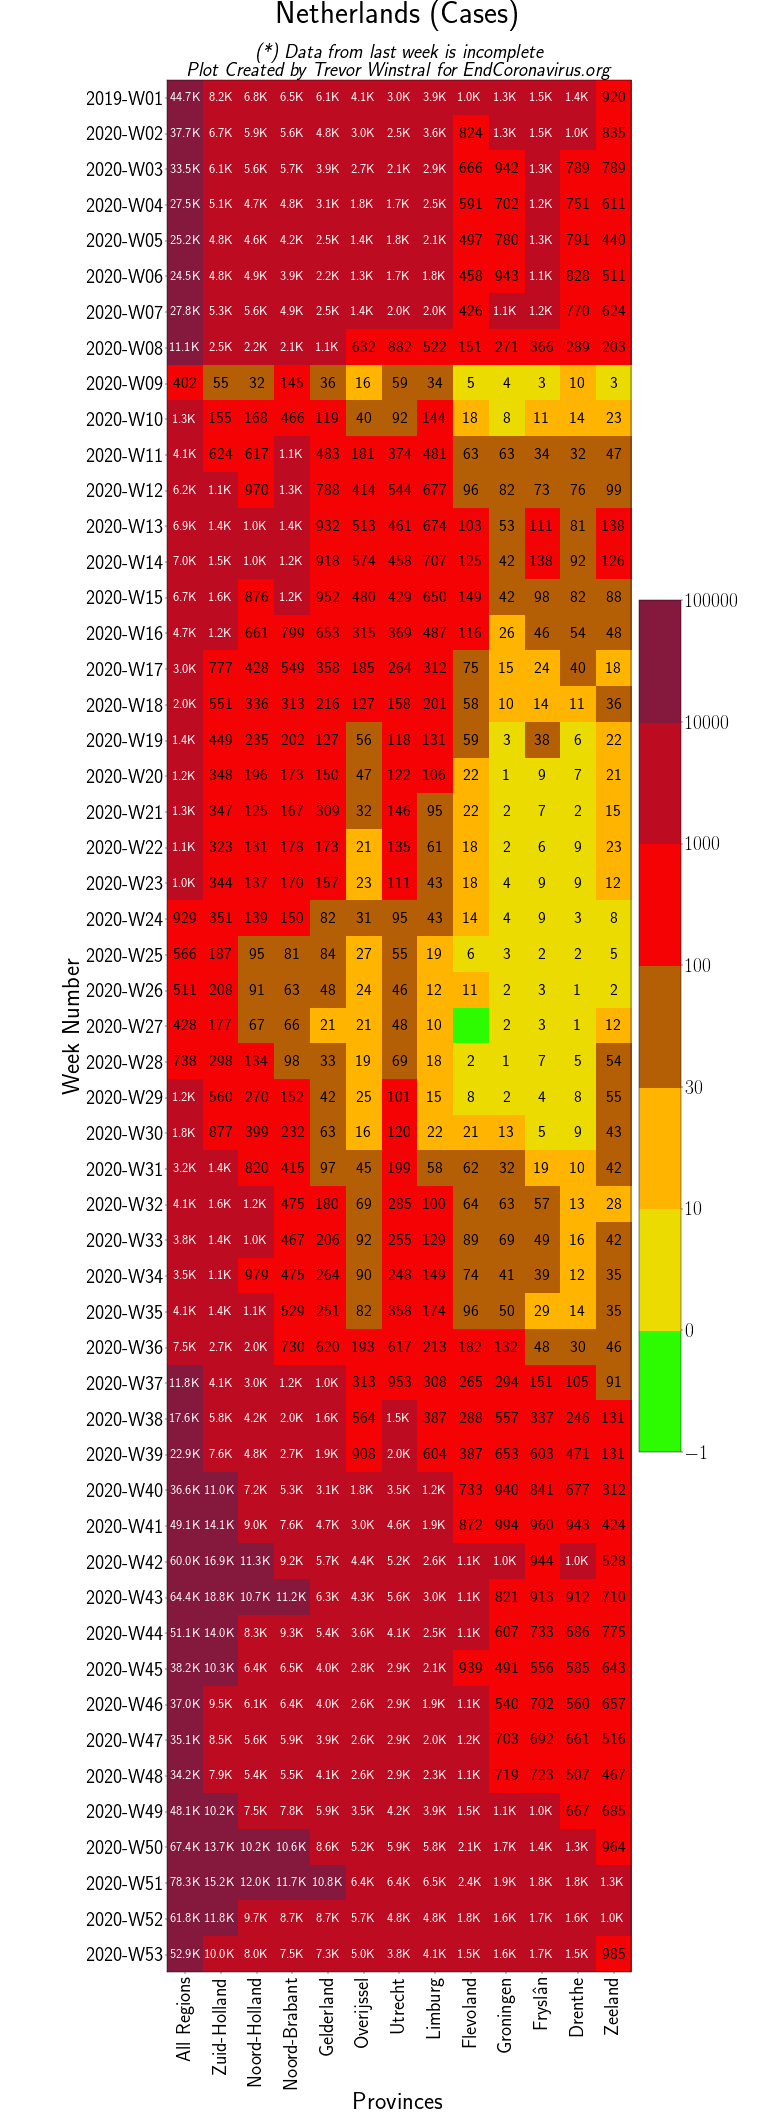 Netherlands (Cases)
(*) Data from last week is incomplete
Plot Created by Trevor Winstral for EndCoronavirus.org
2019-W01 44.7K 8.2K 6.8K 6.5K 6.1K 4.1K 3.0K 3.9K 1.0K 1.3K 1.5K 1.4K 920
2020-W02 37.7K 6.7K 5.9K 5.6K 4.8K 3.0K 2.5K 3.6K 824 1.3K 1.5K 1.0K 835
2020-W03 33.5K 6.1K 5.6K 5.7K 3.9K 2.7K 2.1K 2.9K 666 942 1.3K 789 789
2020-W04 27.5K 5.1K 4.7K 4.8K 3.1K 1.8K 1.7K 2.5K 591 702 1.2K 751 611
2020-W05 25.2K 4.8K 4.6K 4.2K 2.5K 1.4K 1.8K 2.1K 497 780 1.3K 791 440
2020-W06 24.5K 4.8K 4.9K 3.9K 2.2K 1.3K 1.7K 1.8K 458 943 1.1K 828 511
2020-W07 27.8K 5.3K 5.6K 4.9K 2.5K 1.4K 2.0K 2.0K 426 1.1K 1.2K 770 624
2020-W08 11.1K 2.5K 2.2K 2.1K 1.1K 632 882 522 151 271 366 289 203
2020-W09 402 55 32 145 36 16 59 34 5 4 3 10 3
2020-W10 1.3K 155 168 466 119 40 92 144 18 8 11 14 23
2020-W11 4.1K 624 617 1.1K 483 181 374 481 63 63 34 32 47
2020-W12 6.2K 1.1K 970 1.3K 788 414 544 677 96 82 73 76 99
2020-W13 6.9K 1.4K 1.0K 1.4K 932 513 461 674 103 53 111 81 138
2020-W14 7.0K 1.5K 1.0K 1.2K 918 574 458 707 125 42 138 92 126
2020-W15 6.7K 1.6K 876 1.2K 952 480 429 650 149 42 98 82 88
2020-W16 4.7K 1.2K 661 799 653 315 369 487 116 26 46 54 48
2020-W17 3.0K 777 428 549 358 185 264 312 75 15 24 40 18
2020-W18 2.0K 551 336 313 216 127 158 201 58 10 14 11 36
2020-W19 1.4K 449 235 202 127 56 118 131 59 3 38 6 22
2020-W20 1.2K 348 196 173 150 47 122 106 22 1 9 7 21
2020-W21 1.3K 347 125 167 309 32 146 95 22 2 7 2 15
2020-W22 1.1K 323 131 178 173 21 135 61 18 2 6 9 23
2020-W23 1.0K 344 137 170 157 23 111 43 18 4 9 9 12
2020-W24 929 351 139 150 82 31 95 43 14 4 9 3 8
2020-W25 566 187 95 81 84 27 55 19 6 3 2 2 5
2020-W26 511 208 91 63 48 24 46 12 11 2 3 1 2
2020-W27 428 177 67 66 21 21 48 10 2 3 1 12
2020-W28 738 298 134 98 33 19 69 18 2 1 7 5 54
2020-W29 1.2K 560 270 152 42 25 101 15 8 2 4 8 55
2020-W30 1.8K 877 399 232 63 16 120 22 21 13 5 9 43
2020-W31 3.2K 1.4K 820 415 97 45 199 58 62 32 19 10 42
2020-W32 4.1K 1.6K 1.2K 475 180 69 285 100 64 63 57 13 28
2020-W33 3.8K 1.4K 1.0K 467 206 92 255 129 89 69 49 16 42
2020-W34 3.5K 1.1K 979 475 264 90 248 149 74 41 39 12 35
2020-W35 4.1K 1.4K 1.1K 529 251 82 358 174 96 50 29 14 35
2020-W36 7.5K 2.7K 2.0K 730 620 193 617 213 182 132 48 30 46
2020-W37 11.8K 4.1K 3.0K 1.2K 1.0K 313 953 308 265 294 151 105 91
2020-W38 17.6K 5.8K 4.2K 2.0K 1.6K 564 1.5K 387 288 557 337 246 131
2020-W39 22.9K 7.6K 4.8K 2.7K 1.9K 908 2.0K 604 387 653 603 471 131
2020-W40 36.6K 11.0K 7.2K 5.3K 3.1K 1.8K 3.5K 1.2K 733 940 841 677 312
2020-W41 49.1K 14.1K 9.0K 7.6K 4.7K 3.0K 4.6K 1.9K 872 994 960 943 424
2020-W42 60.0K 16.9K 11.3K 9.2K 5.7K 4.4K 5.2K 2.6K 1.1K 1.0K 944 1.0K 528
2020-W43 64.4K 18.8K 10.7K 11.2K 6.3K 4.3K 5.6K 3.0K 1.1K 821 913 912 710
2020-W44 51.1K 14.0K 8.3K 9.3K 5.4K 3.6K 4.1K 2.5K 1.1K 607 733 686 775
2020-W45 38.2K 10.3K 6.4K 6.5K 4.0K 2.8K 2.9K 2.1K 939 491 556 585 643
2020-W46 37.0K 9.5K 6.1K 6.4K 4.0K 2.6K 2.9K 1.9K 1.1K 540 702 560 657
2020-W47 35.1K 8.5K 5.6K 5.9K 3.9K 2.6K 2.9K 2.0K 1.2K 703 692 661 516
2020-W48 34.2K 7.9K 5.4K 5.5K 4.1K 2.6K 2.9K 2.3K 1.1K 719 723 507 467
2020-W49 48.1K 10.2K 7.5K 7.8K 5.9K 3.5K 4.2K 3.9K 1.5K 1.1K 1.0K 667 685
2020-W50 67.4K 13.7K 10.2K 10.6K 8.6K 5.2K 5.9K 5.8K 2.1K 1.7K 1.4K 1.3K 964
2020-W51 78.3K 15.2K 12.0K 11.7K 10.8K 6.4K 6.4K 6.5K 2.4K 1.9K 1.8K 1.8K 1.3K
2020-W52 61.8K 11.8K 9.7K 8.7K 8.7K 5.7K 4.8K 4.8K 1.8K 1.6K 1.7K 1.6K 1.0K
2020-W53 52.9K 10.0K 8.0K 7.5K 7.3K 5.0K 3.8K 4.1K 1.5K 1.6K 1.7K 1.5K 985
All Regions
Zuid-Holland
Noord-Holland
Noord-Brabant
Gelderland
Overijssel
Utrecht
Limburg
Flevoland
Groningen
Fryslân
Drenthe
Zeeland
Provinces
Week Number
100000
10000
1000
100
30
10
0
−1